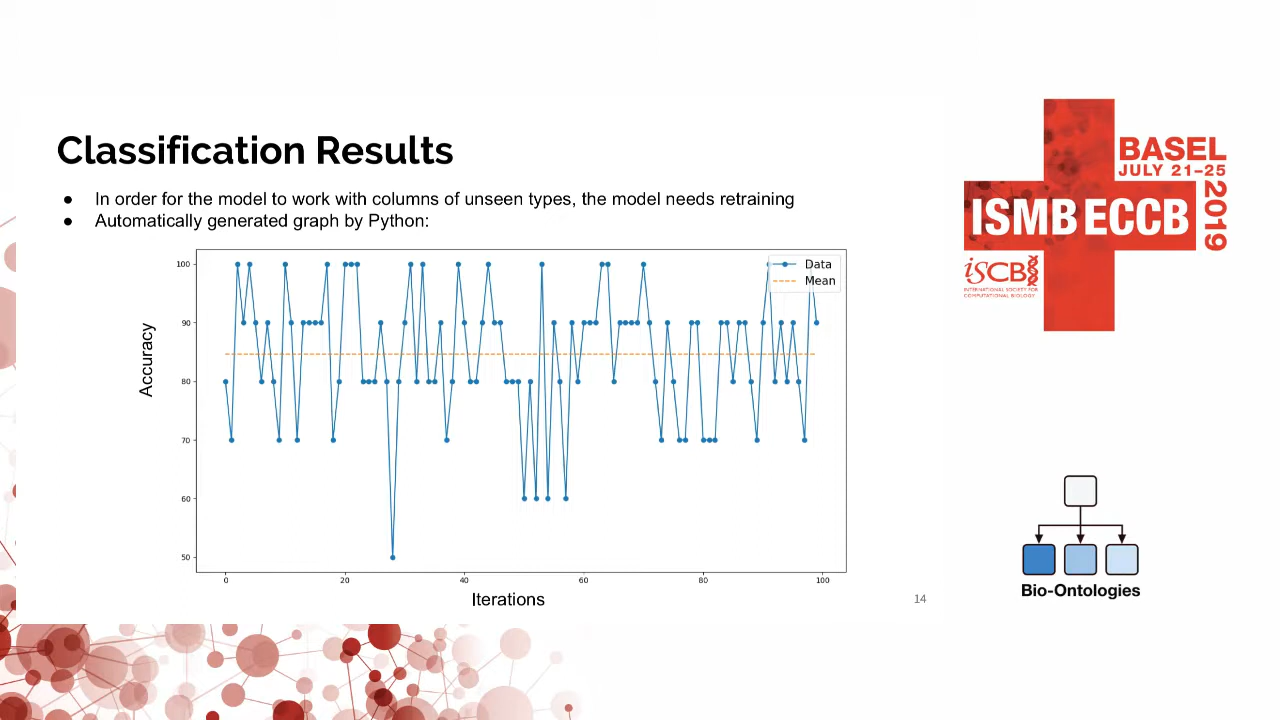 Classification Results
● In order for the model to work with columns of unseen types, the model needs retraining
● Automatically generated graph by Python:
100
90
80
70
60
50
Accuracy
Data
Mean
0 20 40 60 80 100
Iterations
14
BASEL
JULY 21–25
2019
ISMB ECCB
iSCB
INTERNATIONAL SOCIETY FOR
COMPUTATIONAL BIOLOGY
Bio-Ontologies